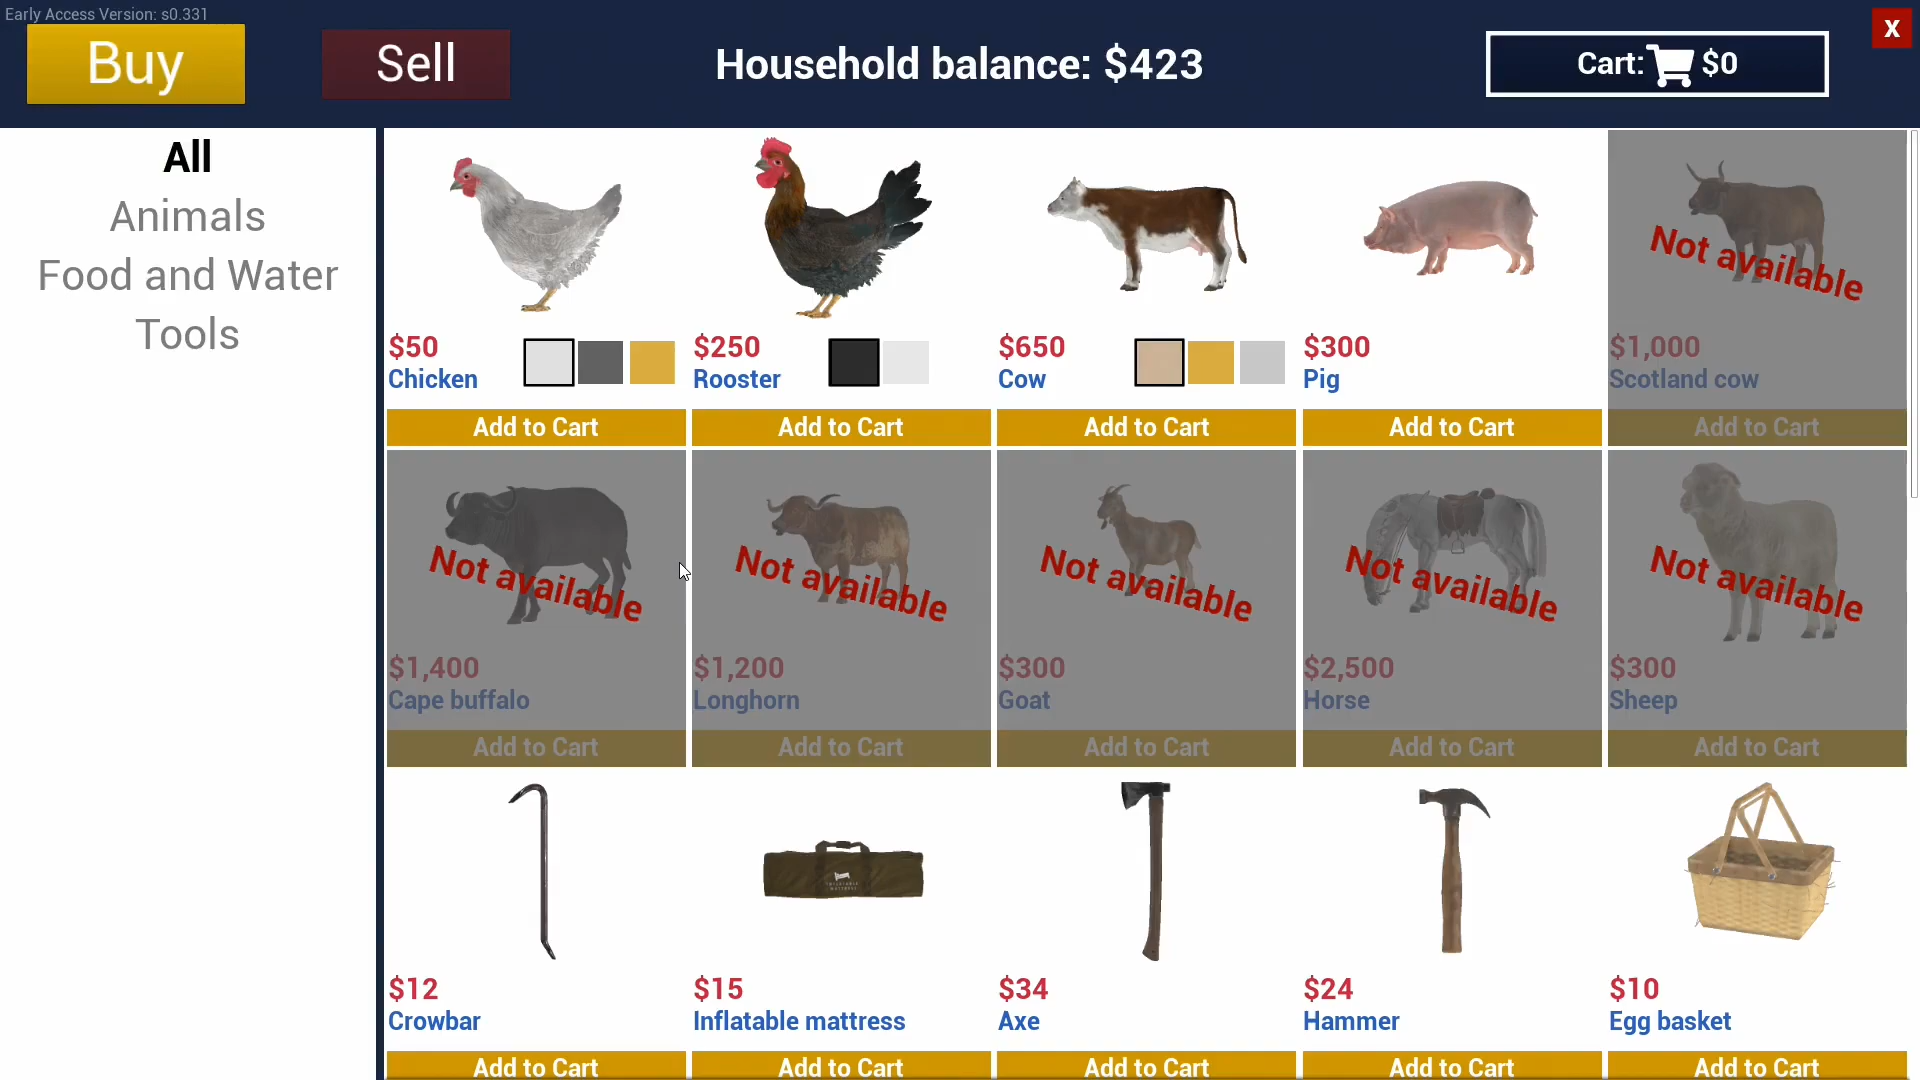 Early Access Version: s0.331
Buy
Sell
Household balance: $423
Cart: $0
X
All
Animals
Food and Water
Tools
$50
Chicken
Add to Cart
$250
Rooster
Add to Cart
$650
Cow
Add to Cart
$300
Pig
Add to Cart
Not available
$1,000
Scotland cow
Add to Cart
Not available
$1,400
Cape buffalo
Add to Cart
Not available
$1,200
Longhorn
Add to Cart
Not available
$300
Goat
Add to Cart
Not available
$2,500
Horse
Add to Cart
Not available
$300
Sheep
Add to Cart
$12
Crowbar
Add to Cart
INFLATABLE
MATTRESS
$15
Inflatable mattress
Add to Cart
$34
Axe
Add to Cart
$24
Hammer
Add to Cart
$10
Egg basket
Add to Cart